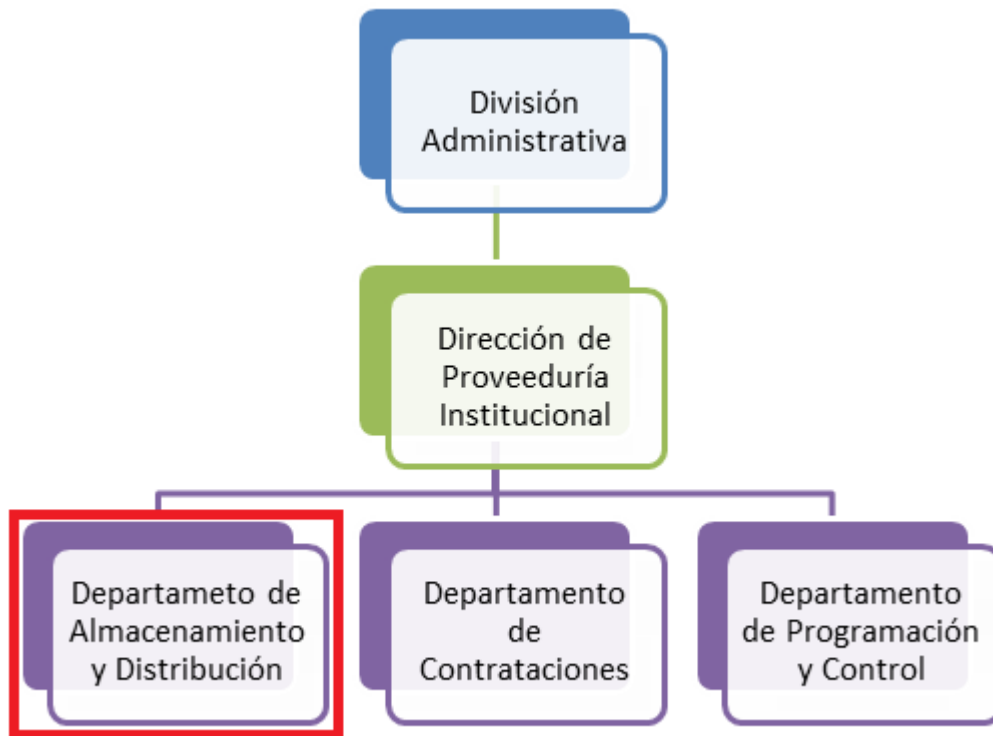 División
Administrativa
Dirección de
Proveeduría
Institucional
Departameto de
Almacenamiento
y Distribución
Departamento
de
Contrataciones
Departamento
de Programación
y Control